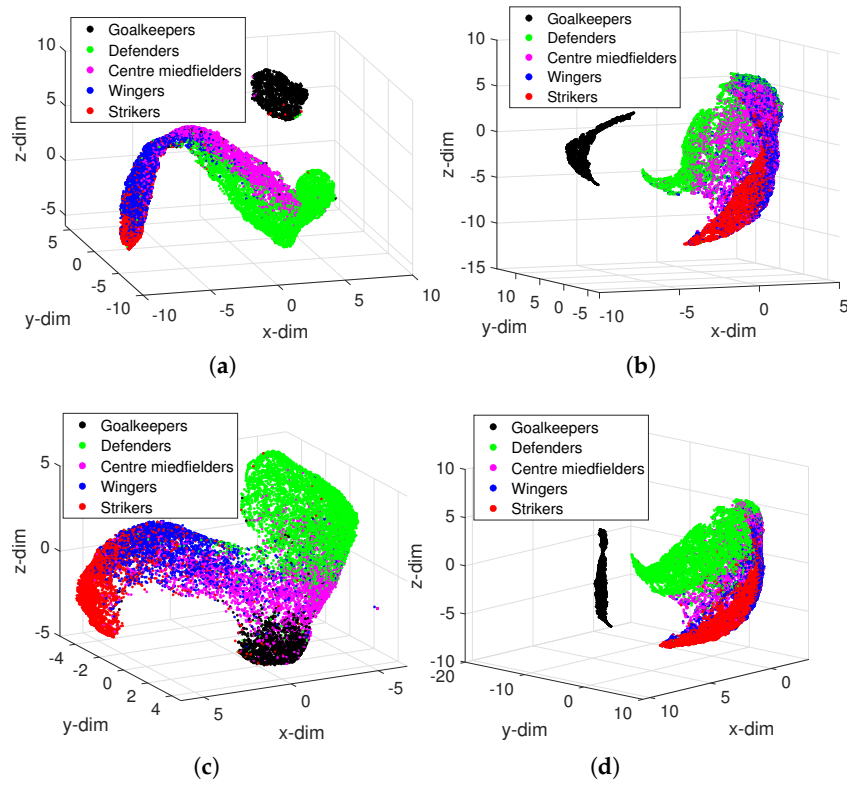 Goalkeepers
Defenders
Centre miedfielders
Wingers
Strikers
10
5
0
-5
z-dim
5
0
-5
-10
y-dim
-10
-5
0
5
10
x-dim
(a)
Goalkeepers
Defenders
Centre miedfielders
Wingers
Strikers
10
5
0
-5
-10
-15
z-dim
10
5
0
-5
y-dim
-10
-5
0
5
x-dim
(b)
Goalkeepers
Defenders
Centre miedfielders
Wingers
Strikers
5
0
-5
z-dim
-4
-2
0
2
4
y-dim
5
0
-5
x-dim
(c)
Goalkeepers
Defenders
Centre miedfielders
Wingers
Strikers
10
5
0
-5
-10
z-dim
-20
-10
0
10
y-dim
10
5
0
x-dim
(d)